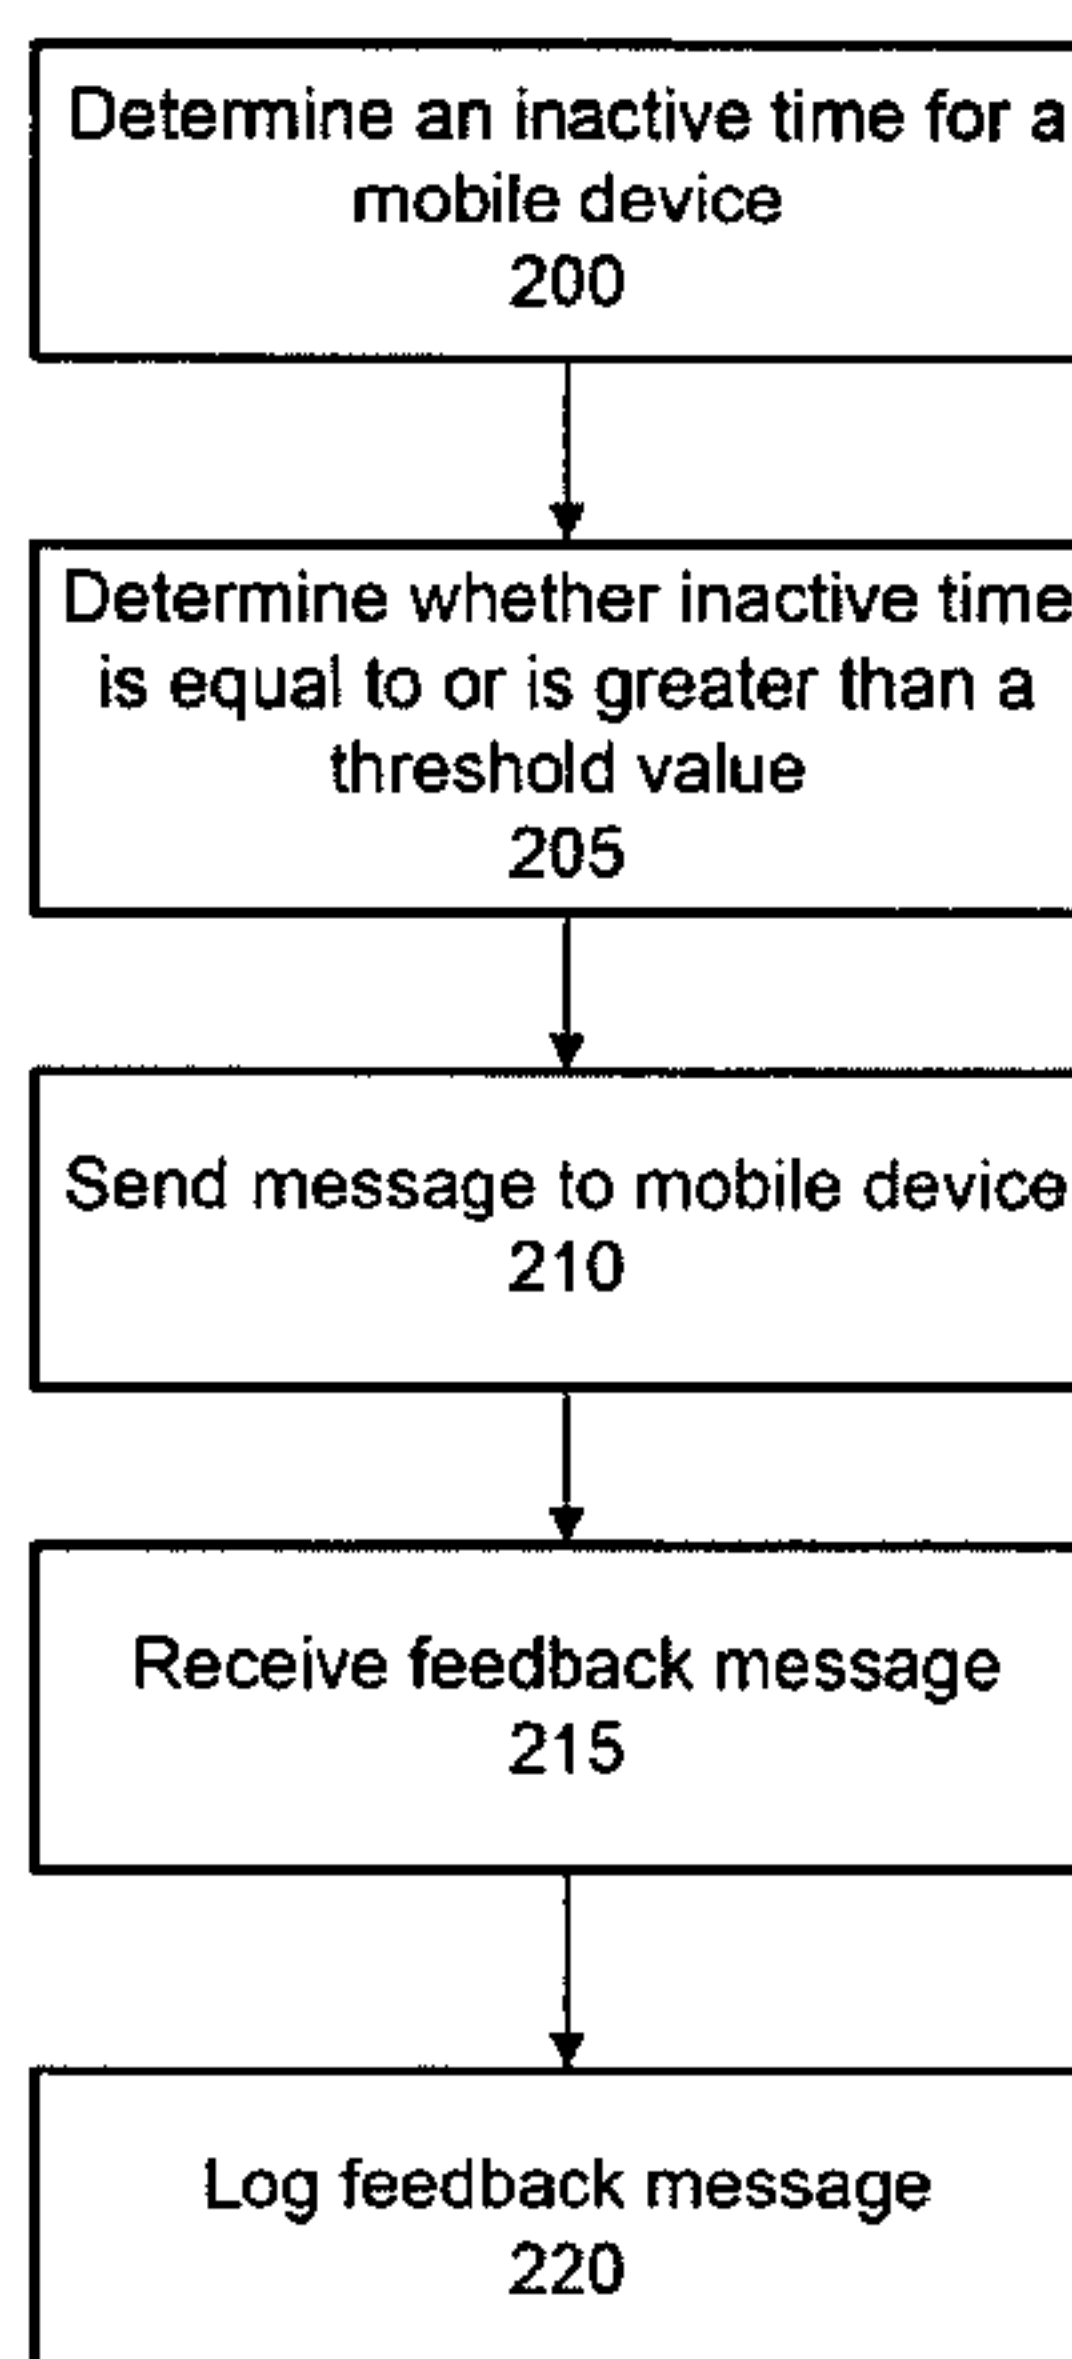 Determine an inactive time for a
mobile device
200
Determine whether inactive time
is equal to or is greater than a
threshold value
205
Send message to mobile device
210
Receive feedback message
215
Log feedback message
220